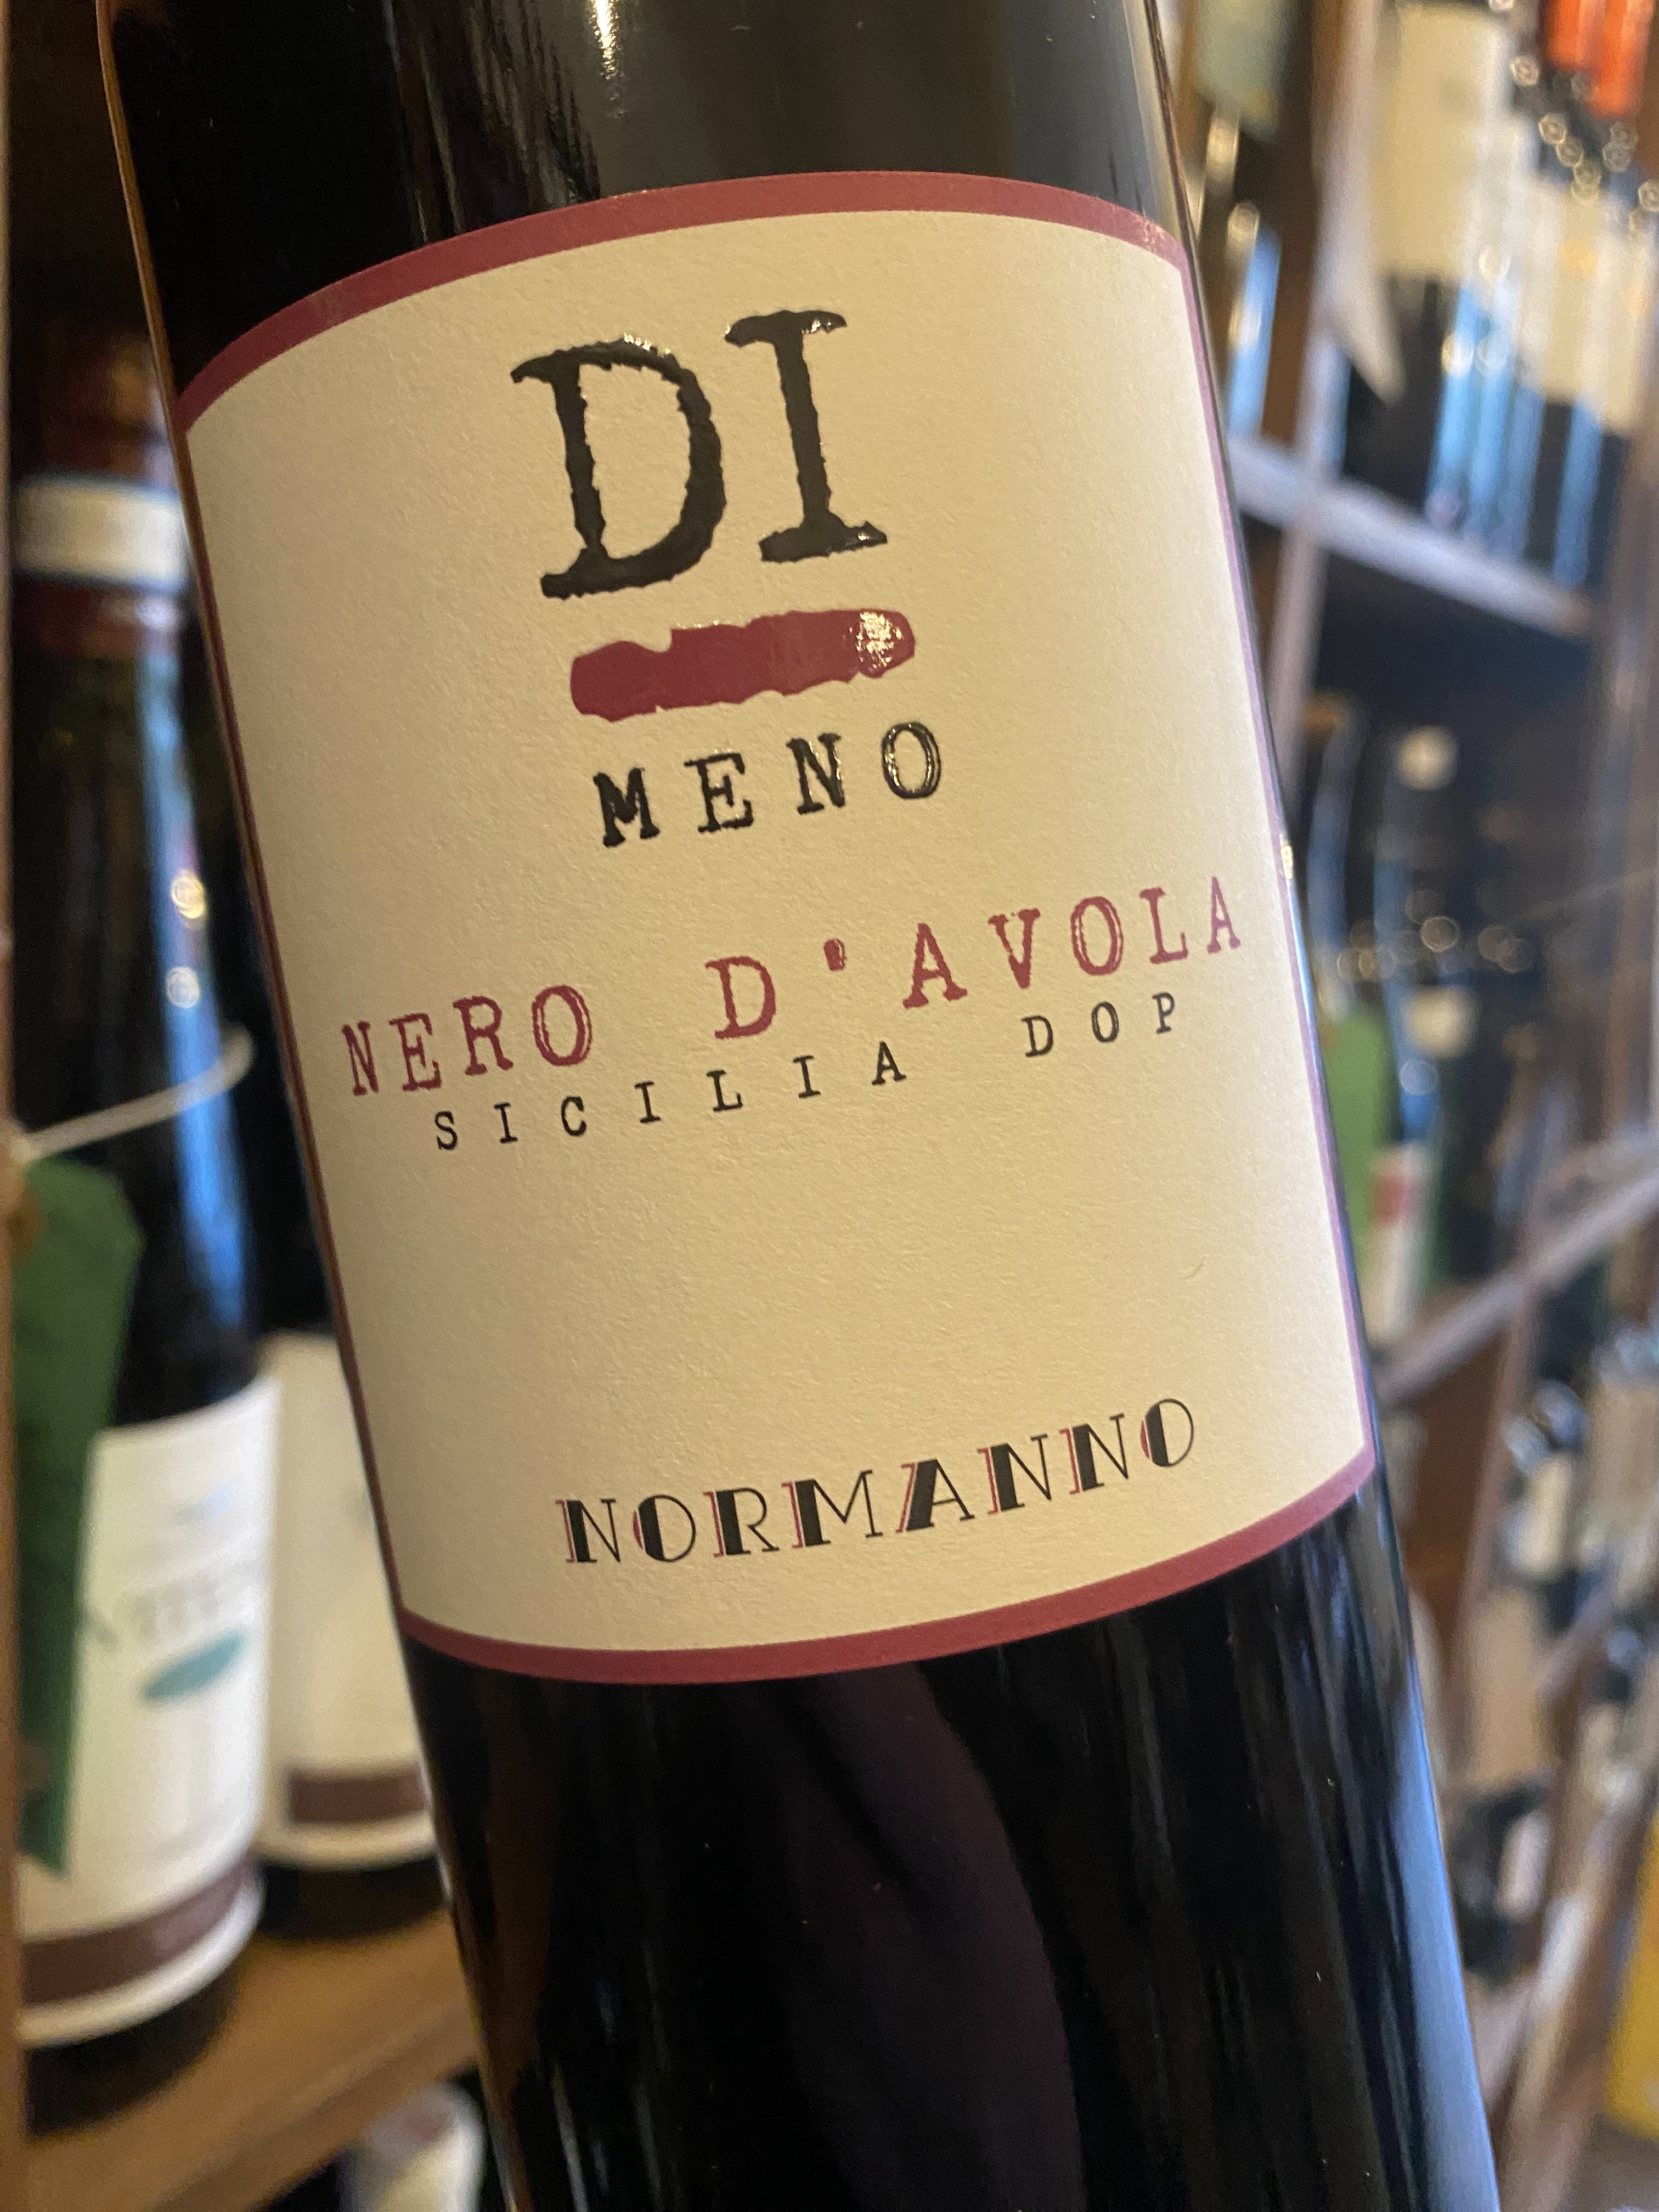 DI
MENO
NERO D'AVOLA
SICILIA DOP
NORMANNO